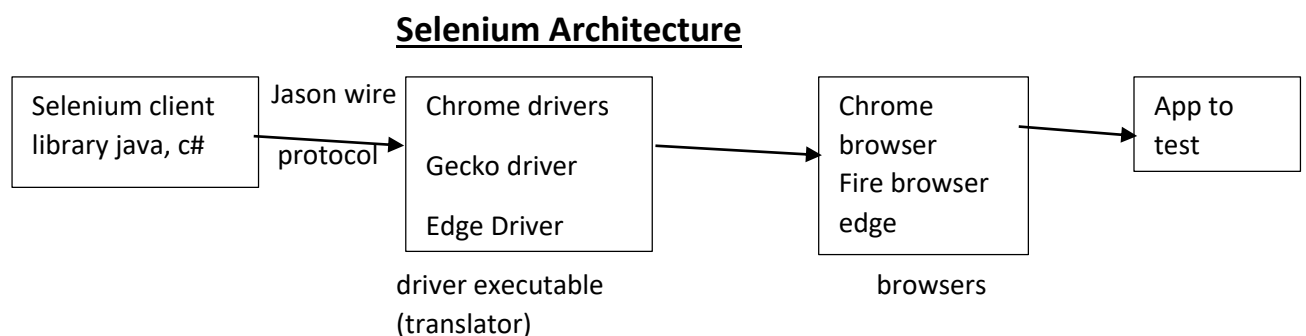 Selenium Architecture
Selenium client
library java, c#
Jason wire
protocol
Chrome drivers
Gecko driver
Edge Driver
driver executable
(translator)
Chrome
browser
Fire browser
edge
browsers
App to
test